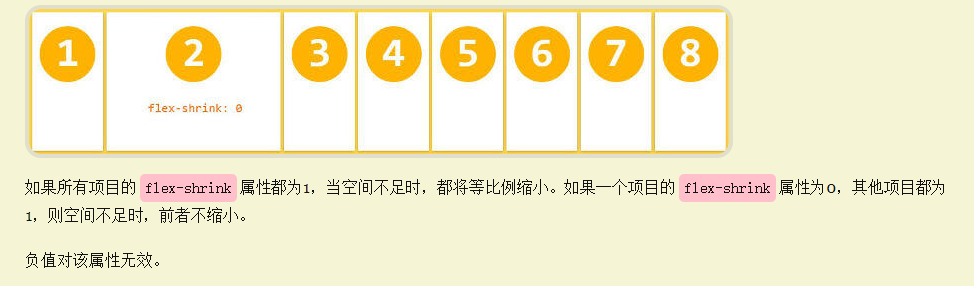 1 2 3 4 5 6 7 8
flex-shrink: 0
如果所有项目的 flex-shrink 属性都为1，当空间不足时，都将等比例缩小。如果一个项目的 flex-shrink 属性为0，其他项目都为
1，则空间不足时，前者不缩小。
负值对该属性无效。